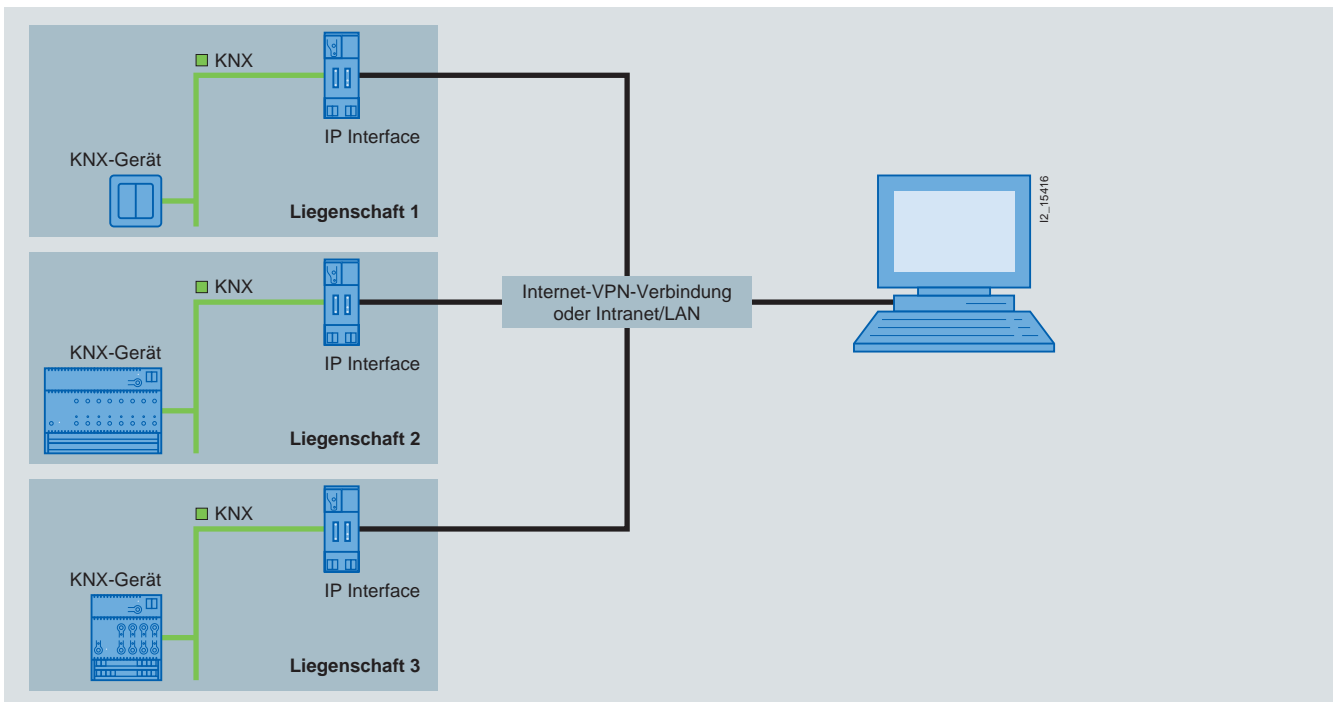 KNX
IP Interface
KNX-Gerät
Liegenschaft 1
KNX
IP Interface
KNX-Gerät
Liegenschaft 2
KNX
IP Interface
KNX-Gerät
Liegenschaft 3
Internet-VPN-Verbindung
oder Intranet/LAN
I2_15416